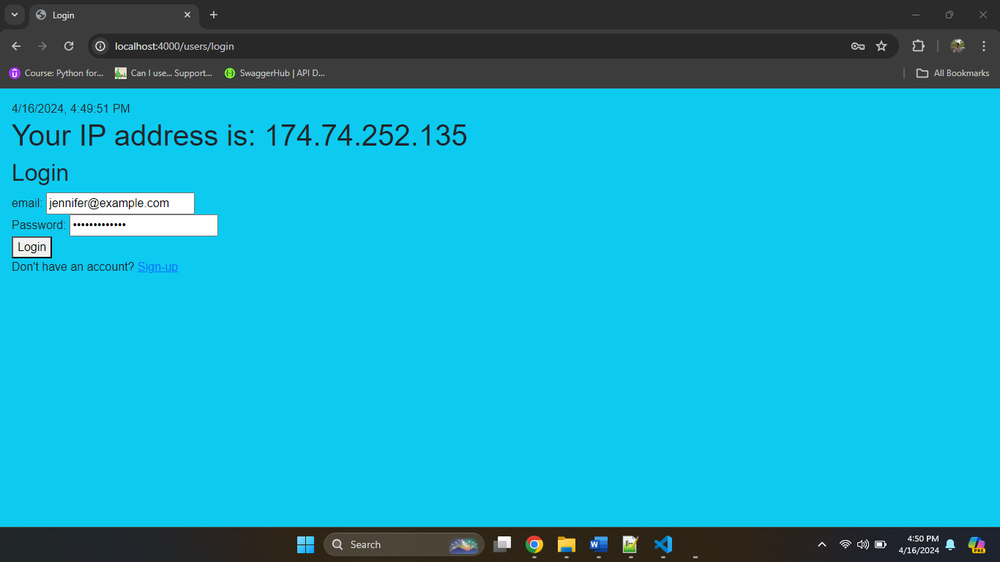 Login
localhost:4000/users/login
Course: Python for...
Can I use... Support...
SwaggerHub | API D...
All Bookmarks
4/16/2024, 4:49:51 PM
Your IP address is: 174.74.252.135
Login
email: jennifer@example.com
Password: •••••••••••••
Login
Don't have an account? Sign-up
Search
4:50 PM
4/16/2024
PRE